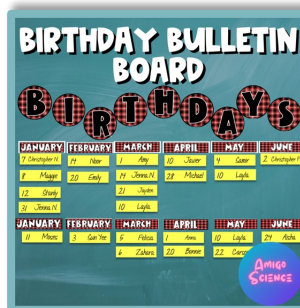 BIRTHDAY BULLETIN
BOARD
BIRTHDAYS
JANUARY FEBRUARY MARCH APRIL MAY JUNE
7 Christopher N. 14 Noor 1 Amy 10 Javier 4 Samir 2 Christopher
8 Maggie 20 Emily 14 Jenna N. 28 Michael 10 Layla
12 Stanly 21 Jayden
31 Jenna N. 10 Layla
JANUARY FEBRUARY MARCH APRIL MAY JUNE
11 Moses 3 Sun Yee 5 Felicia 1 Anna 10 Layla 24 Aisha
6 Zahara 20 Bonnie 22
AMIGO
SCIENCE